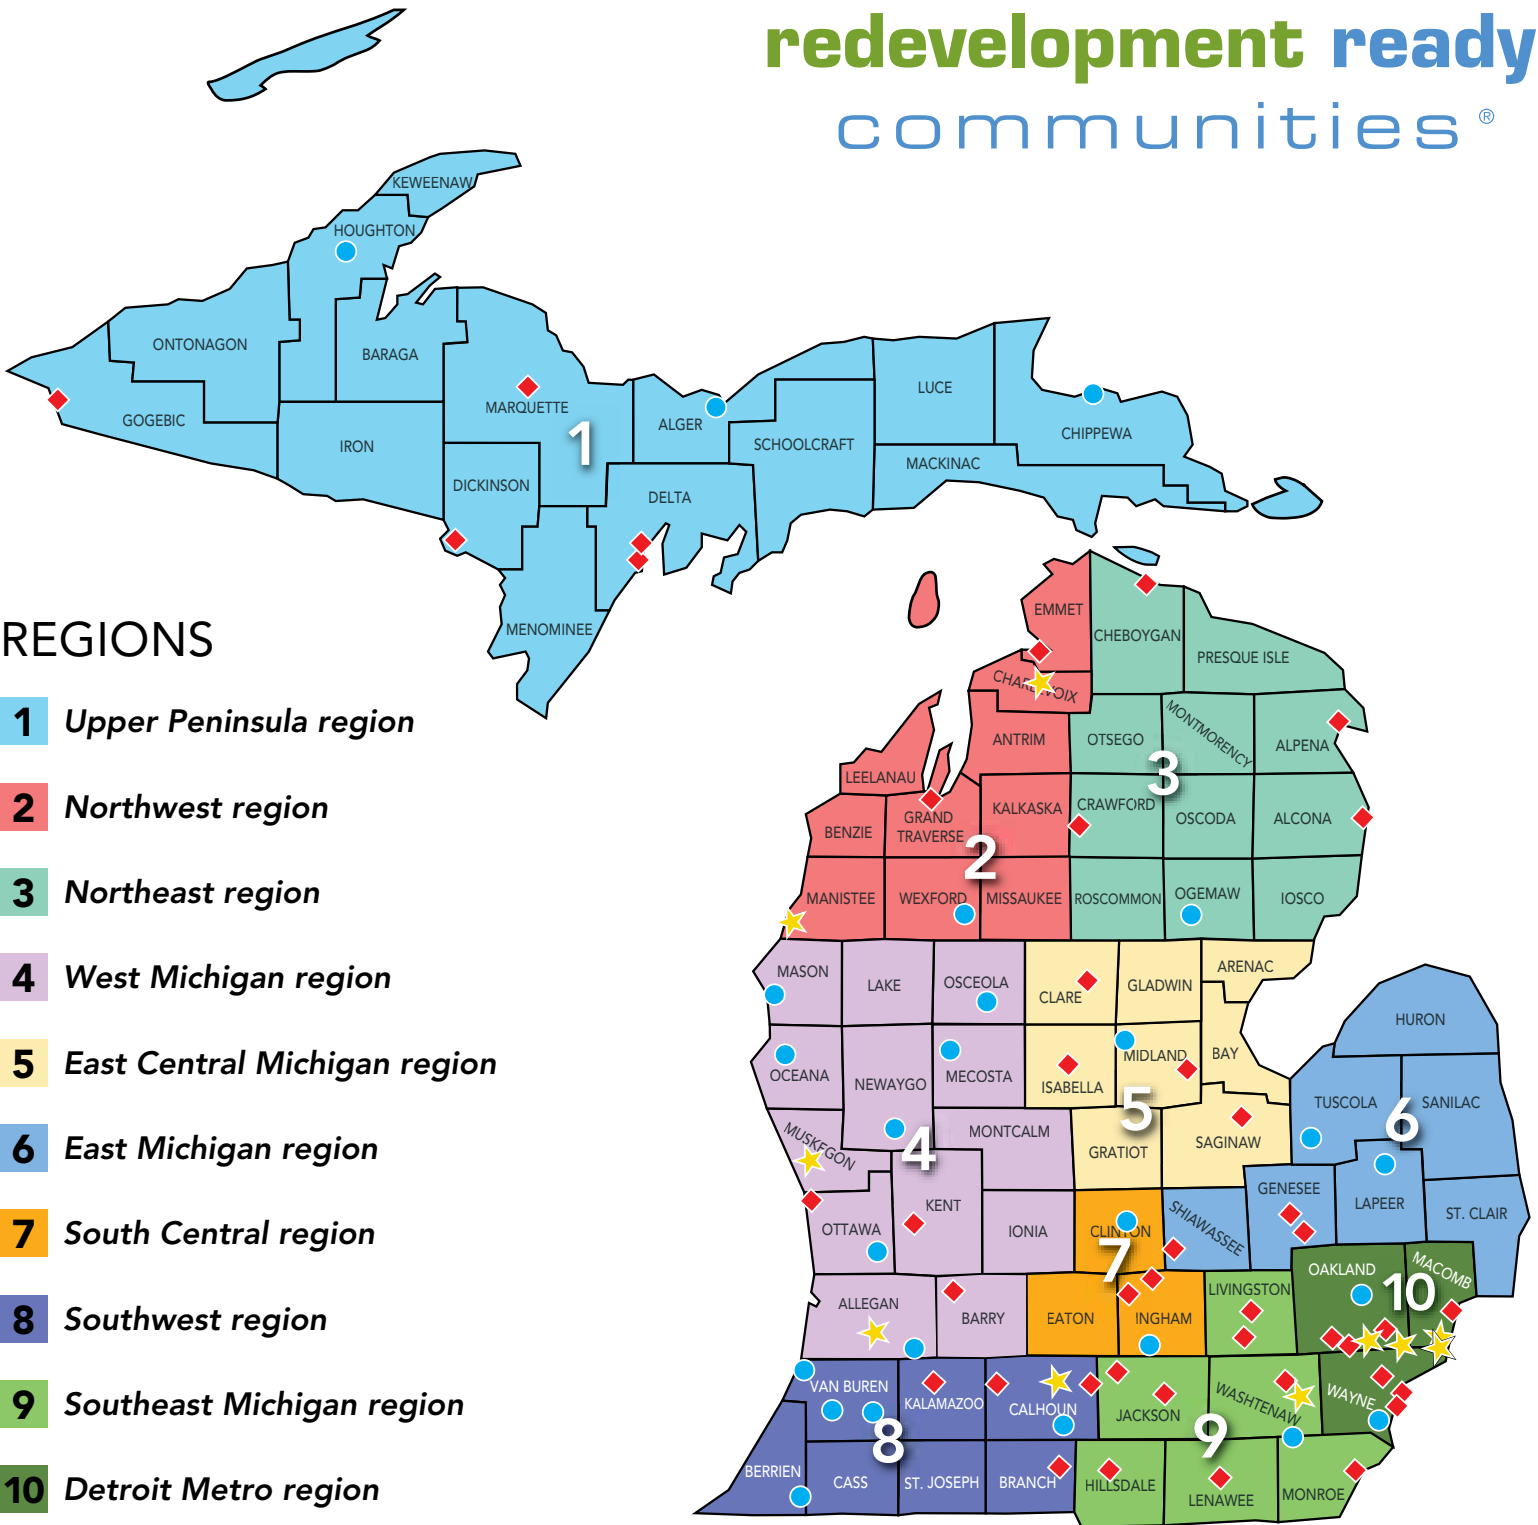 redevelopment ready
communities ®
KEWEENAW
HOUGHTON
ONTONAGON
BARAGA
GOGEBIC
IRON
MARQUETTE
1
DICKINSON
ALGER
SCHOOLCRAFT
LUCE
CHIPPEWA
MACKINAC
DELTA
MENOMINEE
REGIONS
1 Upper Peninsula region
2 Northwest region
3 Northeast region
4 West Michigan region
5 East Central Michigan region
6 East Michigan region
7 South Central region
8 Southwest region
9 Southeast Michigan region
10 Detroit Metro region
EMMET
CHEBOYGAN
PRESQUE ISLE
CHARLEVOIX
ANTRIM
OTSEGO
MONTMORENCY
ALPENA
3
LEELANAU
BENZIE
GRAND
TRAVERSE
KALKASKA
CRAWFORD
OSCODA
ALCONA
2
MANISTEE
WEXFORD
MISSAUKEE
ROSCOMMON
OGEMAW
IOSCO
MASON
LAKE
OSCEOLA
CLARE
GLADWIN
ARENAC
OCEANA
NEWAYGO
MECOSTA
ISABELLA
MIDLAND
BAY
HURON
5
TUSCOLA
SANILAC
6
MUSKEGON
4
MONTCALM
GRATIOT
SAGINAW
OTTAWA
KENT
IONIA
CLINTON
7
SHIAWASSEE
GENESEE
LAPEER
ST. CLAIR
ALLEGAN
BARRY
EATON
INGHAM
LIVINGSTON
OAKLAND
10
MACOMB
VAN BUREN
KALAMAZOO
CALHOUN
JACKSON
WASHTENAW
WAYNE
8
9
BERRIEN
CASS
ST. JOSEPH
BRANCH
HILLSDALE
LENAWEE
MONROE